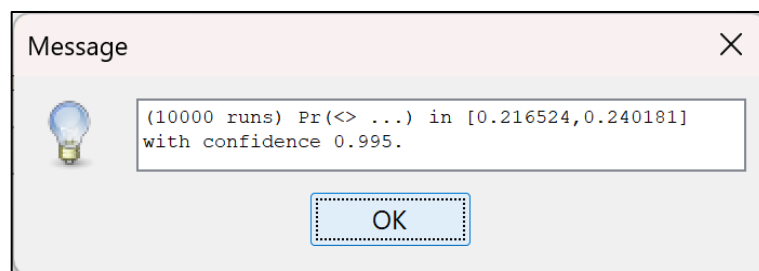 Message
(10000 runs) Pr(<> ...) in [0.216524,0.240181]
with confidence 0.995.
OK